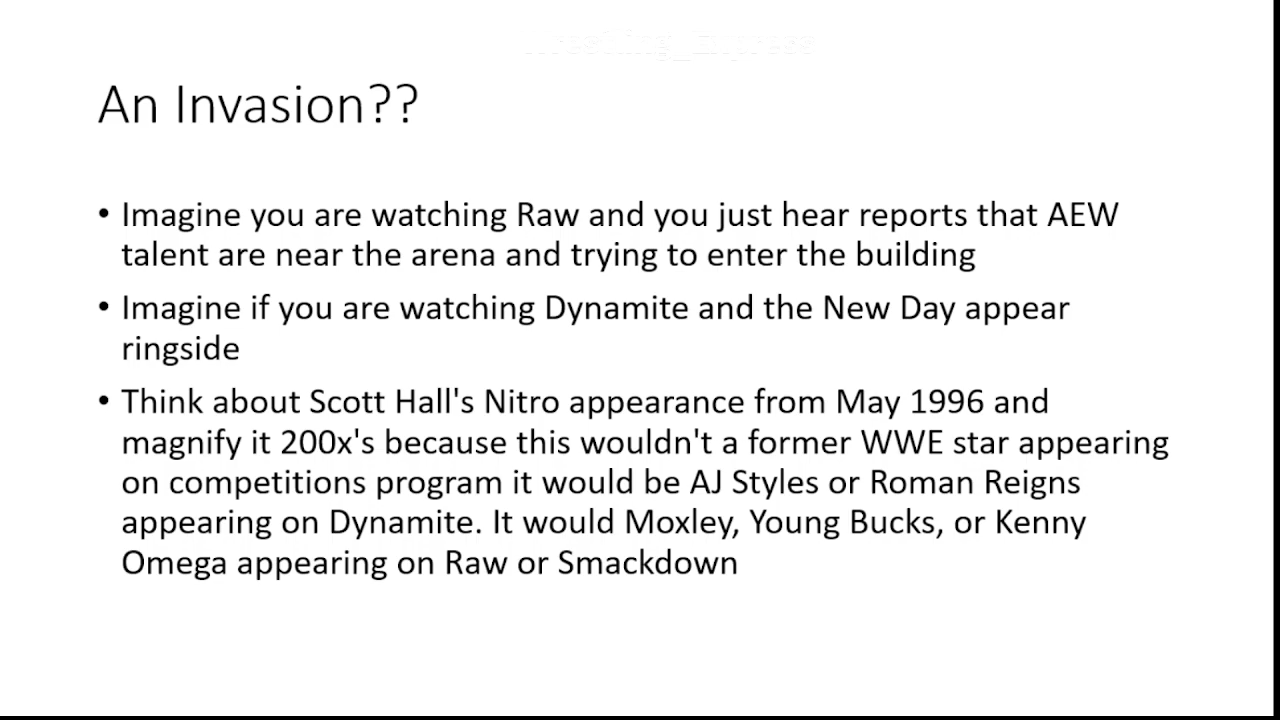 Wrestling_Express
An Invasion??
• Imagine you are watching Raw and you just hear reports that AEW
talent are near the arena and trying to enter the building
• Imagine if you are watching Dynamite and the New Day appear
ringside
• Think about Scott Hall's Nitro appearance from May 1996 and
magnify it 200x's because this wouldn't a former WWE star appearing
on competitions program it would be AJ Styles or Roman Reigns
appearing on Dynamite. It would Moxley, Young Bucks, or Kenny
Omega appearing on Raw or Smackdown